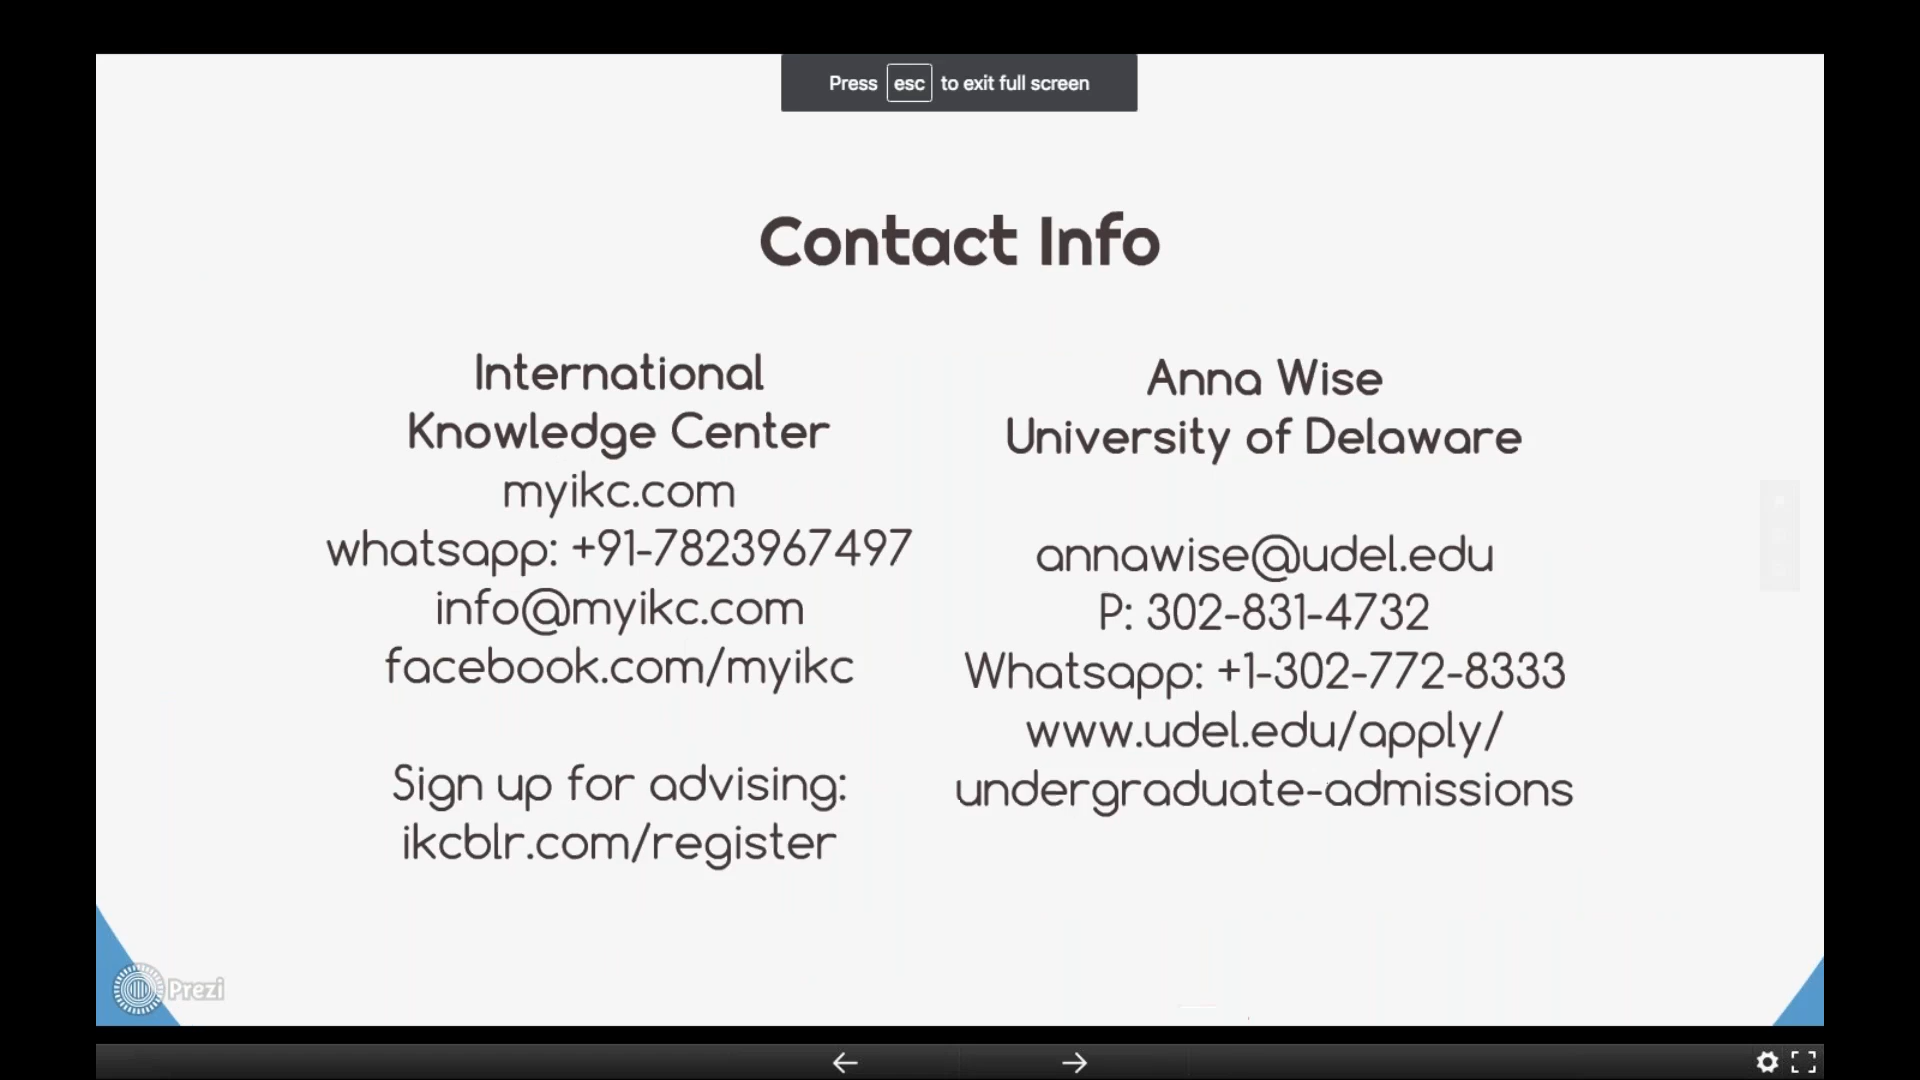 Press esc to exit full screen
Contact Info
International
Knowledge Center
myikc.com
whatsapp: +91-7823967497
info@myikc.com
facebook.com/myikc
Sign up for advising:
ikcblr.com/register
Anna Wise
University of Delaware
annawise@udel.edu
P: 302-831-4732
Whatsapp: +1-302-772-8333
www.udel.edu/apply/
undergraduate-admissions
Prezi